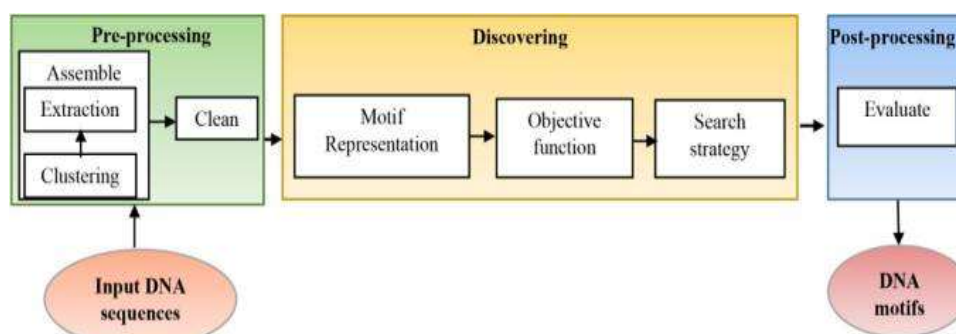 Pre-processing
Assemble
Extraction
Clustering
Clean
Discovering
Motif
Representation
Objective
function
Search
strategy
Post-processing
Evaluate
Input DNA
sequences
DNA
motifs